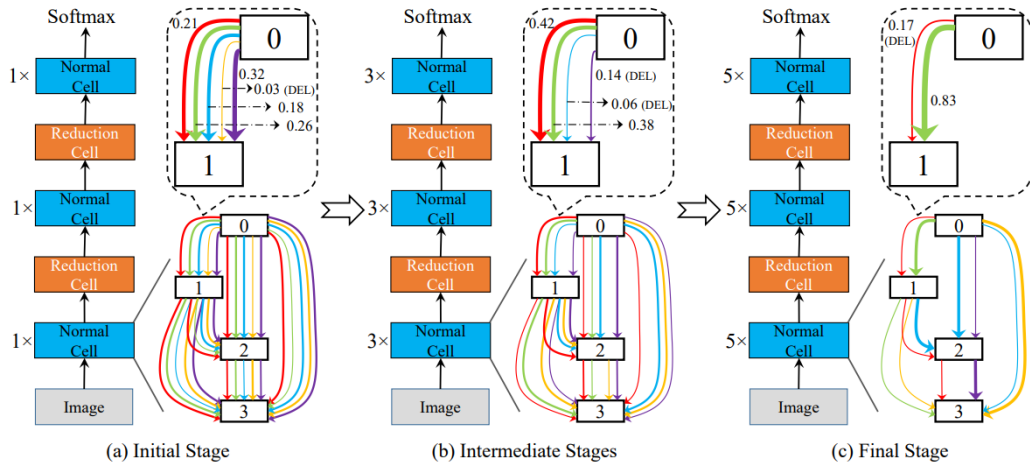 Softmax
1×
Normal
Cell
Reduction
Cell
1×
Normal
Cell
Reduction
Cell
1×
Normal
Cell
Image
0.21
0
0.32
0.03 (DEL)
0.18
0.26
1
0
1
2
3
(a) Initial Stage
Softmax
3×
Normal
Cell
Reduction
Cell
3×
Normal
Cell
Reduction
Cell
3×
Normal
Cell
Image
0.42
0
0.14 (DEL)
0.06 (DEL)
0.38
1
0
1
2
3
(b) Intermediate Stages
Softmax
5×
Normal
Cell
Reduction
Cell
5×
Normal
Cell
Reduction
Cell
5×
Normal
Cell
Image
0.17
(DEL)
0
0.83
1
0
1
2
3
(c) Final Stage